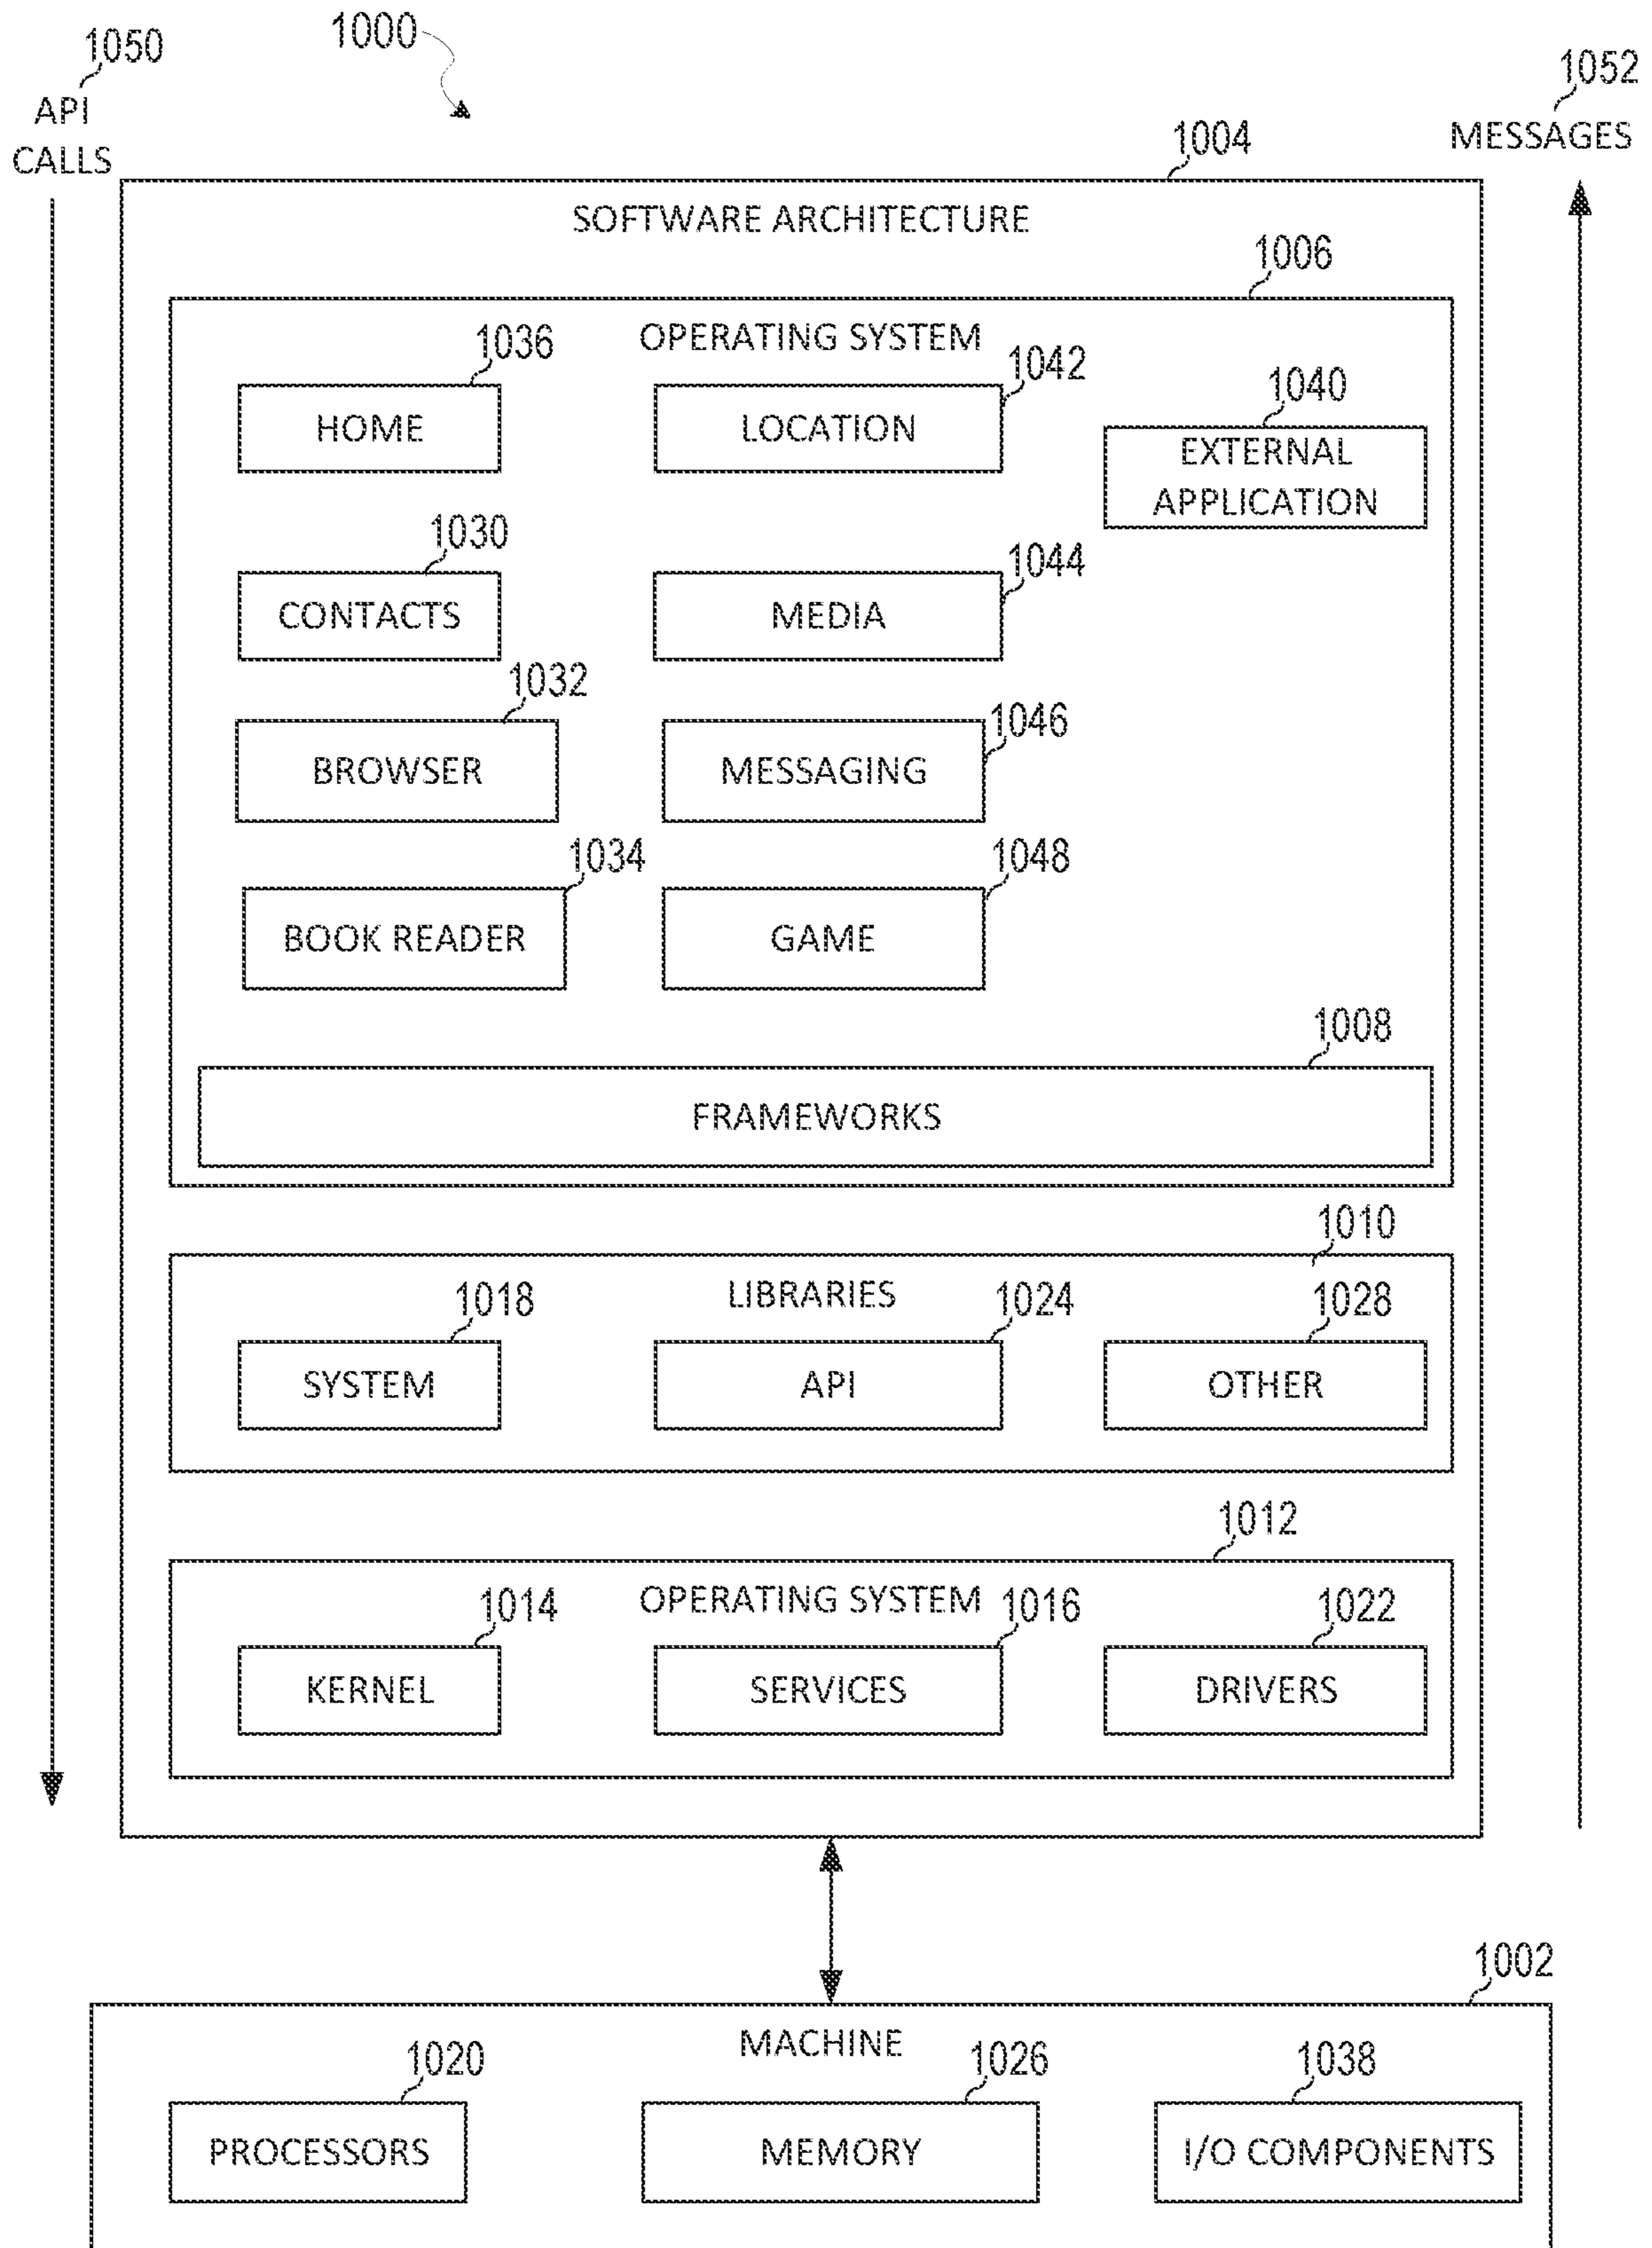 1050
1000
1052
API
CALLS
MESSAGES
1004
SOFTWARE ARCHITECTURE
1006
OPERATING SYSTEM
1036
1042
1040
HOME
LOCATION
EXTERNAL
APPLICATION
1030
1044
CONTACTS
MEDIA
1032
1046
BROWSER
MESSAGING
1034
1048
BOOK READER
GAME
1008
FRAMEWORKS
1010
LIBRARIES
1018
1024
1028
SYSTEM
API
OTHER
1012
OPERATING SYSTEM
1014
1016
1022
KERNEL
SERVICES
DRIVERS
1002
MACHINE
1020
1026
1038
PROCESSORS
MEMORY
I/O COMPONENTS